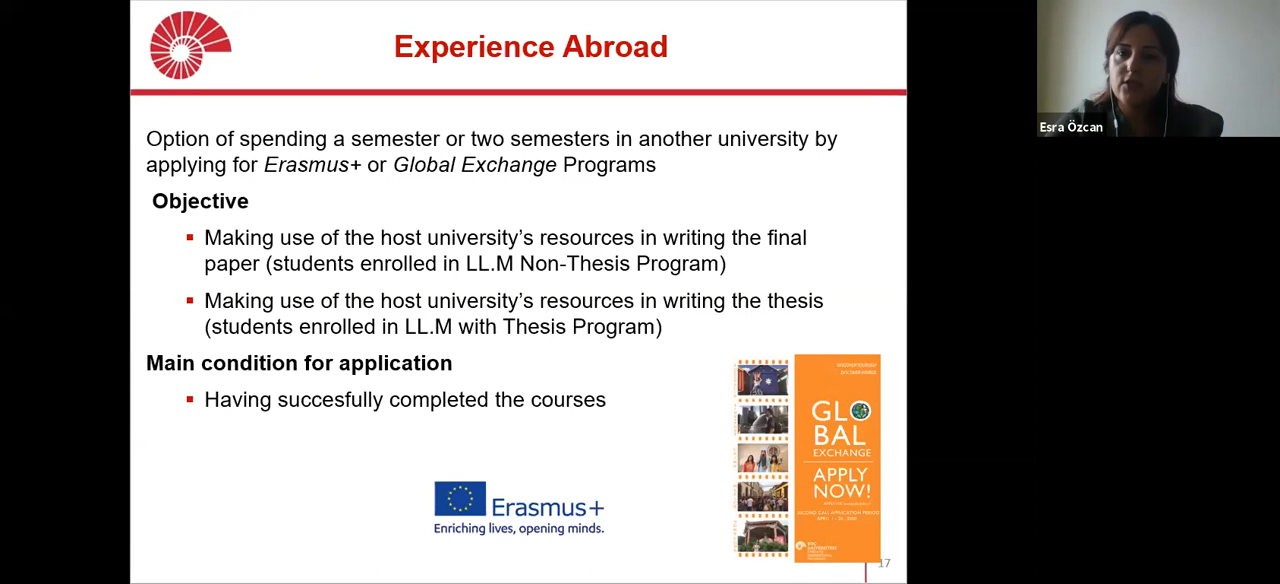 Experience Abroad
Esra Özcan
Option of spending a semester or two semesters in another university by
applying for Erasmus+ or Global Exchange Programs
Objective
▪ Making use of the host university’s resources in writing the final
paper (students enrolled in LL.M Non-Thesis Program)
▪ Making use of the host university’s resources in writing the thesis
(students enrolled in LL.M with Thesis Program)
Main condition for application
▪ Having succesfully completed the courses
GLOBAL
EXCHANGE
APPLY
NOW!
Erasmus+
Enriching lives, opening minds.
17